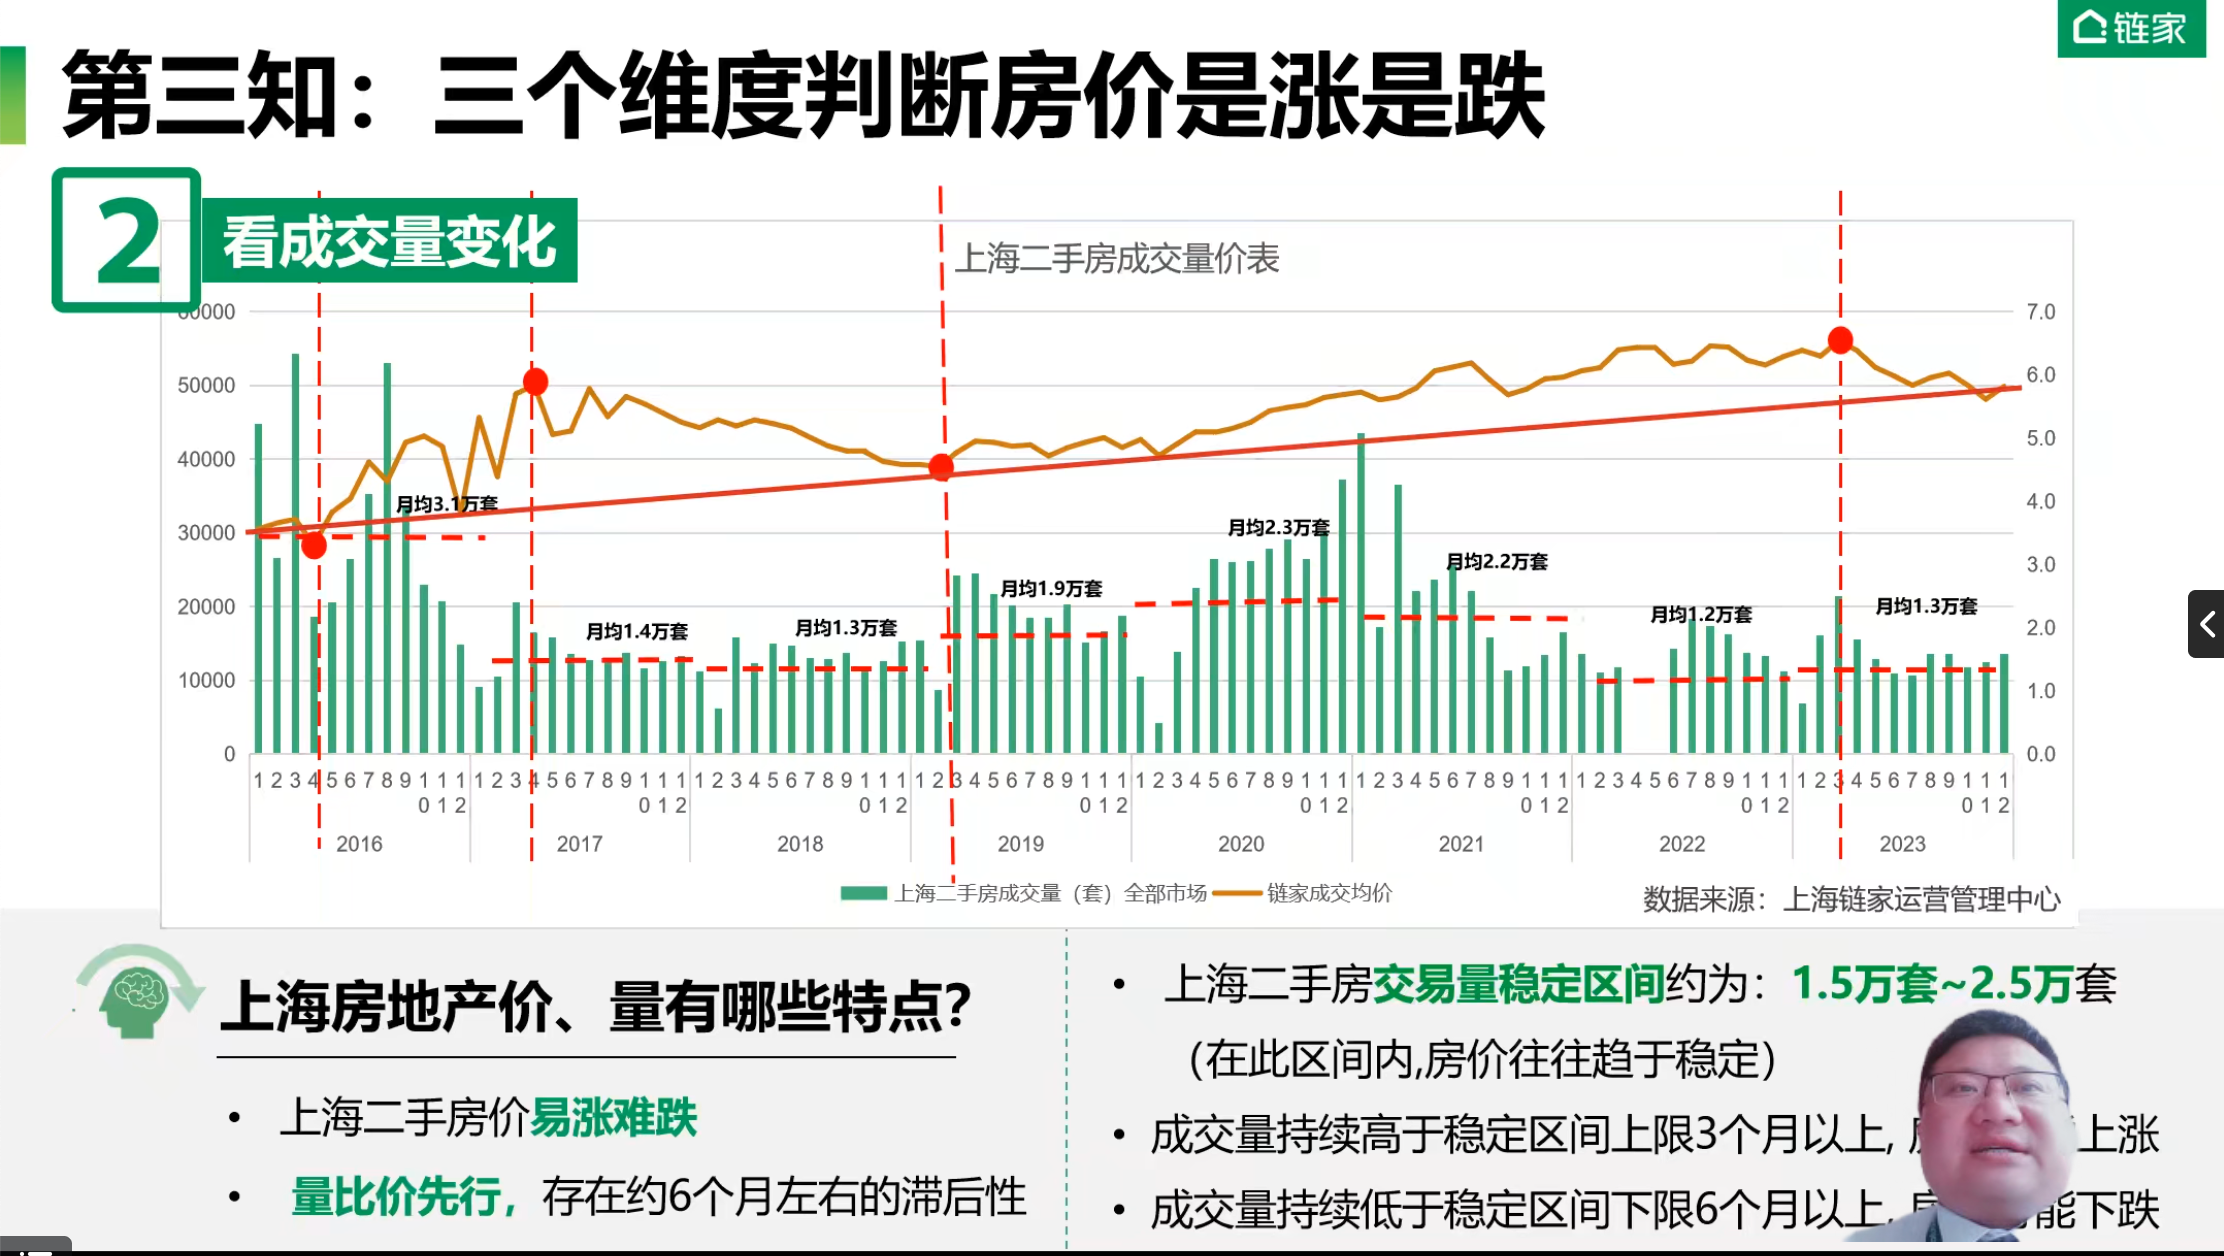 链家
第三知：三个维度判断房价是涨是跌
2 看成交量变化
上海二手房成交量价表
60000
50000
40000
30000
20000
10000
0
7.0
6.0
5.0
4.0
3.0
2.0
1.0
0.0
月均3.1万套
月均1.4万套
月均1.3万套
月均1.9万套
月均2.3万套
月均2.2万套
月均1.2万套
月均1.3万套
1 2 3 4 5 6 7 8 9 10 11 12 1 2 3 4 5 6 7 8 9 10 11 12 1 2 3 4 5 6 7 8 9 10 11 12 1 2 3 4 5 6 7 8 9 10 11 12 1 2 3 4 5 6 7 8 9 10 11 12 1 2 3 4 5 6 7 8 9 10 11 12 1 2 3 4 5 6 7 8 9 10 11 12 1 2 3 4 5 6 7 8 9 10 11 12
2016 2017 2018 2019 2020 2021 2022 2023
上海二手房成交量（套）全部市场 链家成交均价
数据来源：上海链家运营管理中心
上海房地产价、量有哪些特点？
• 上海二手房价易涨难跌
• 量比价先行，存在约6个月左右的滞后性
• 上海二手房交易量稳定区间约为：1.5万套~2.5万套
（在此区间内,房价往往趋于稳定）
• 成交量持续高于稳定区间上限3个月以上, 上涨
• 成交量持续低于稳定区间下限6个月以上, 能下跌